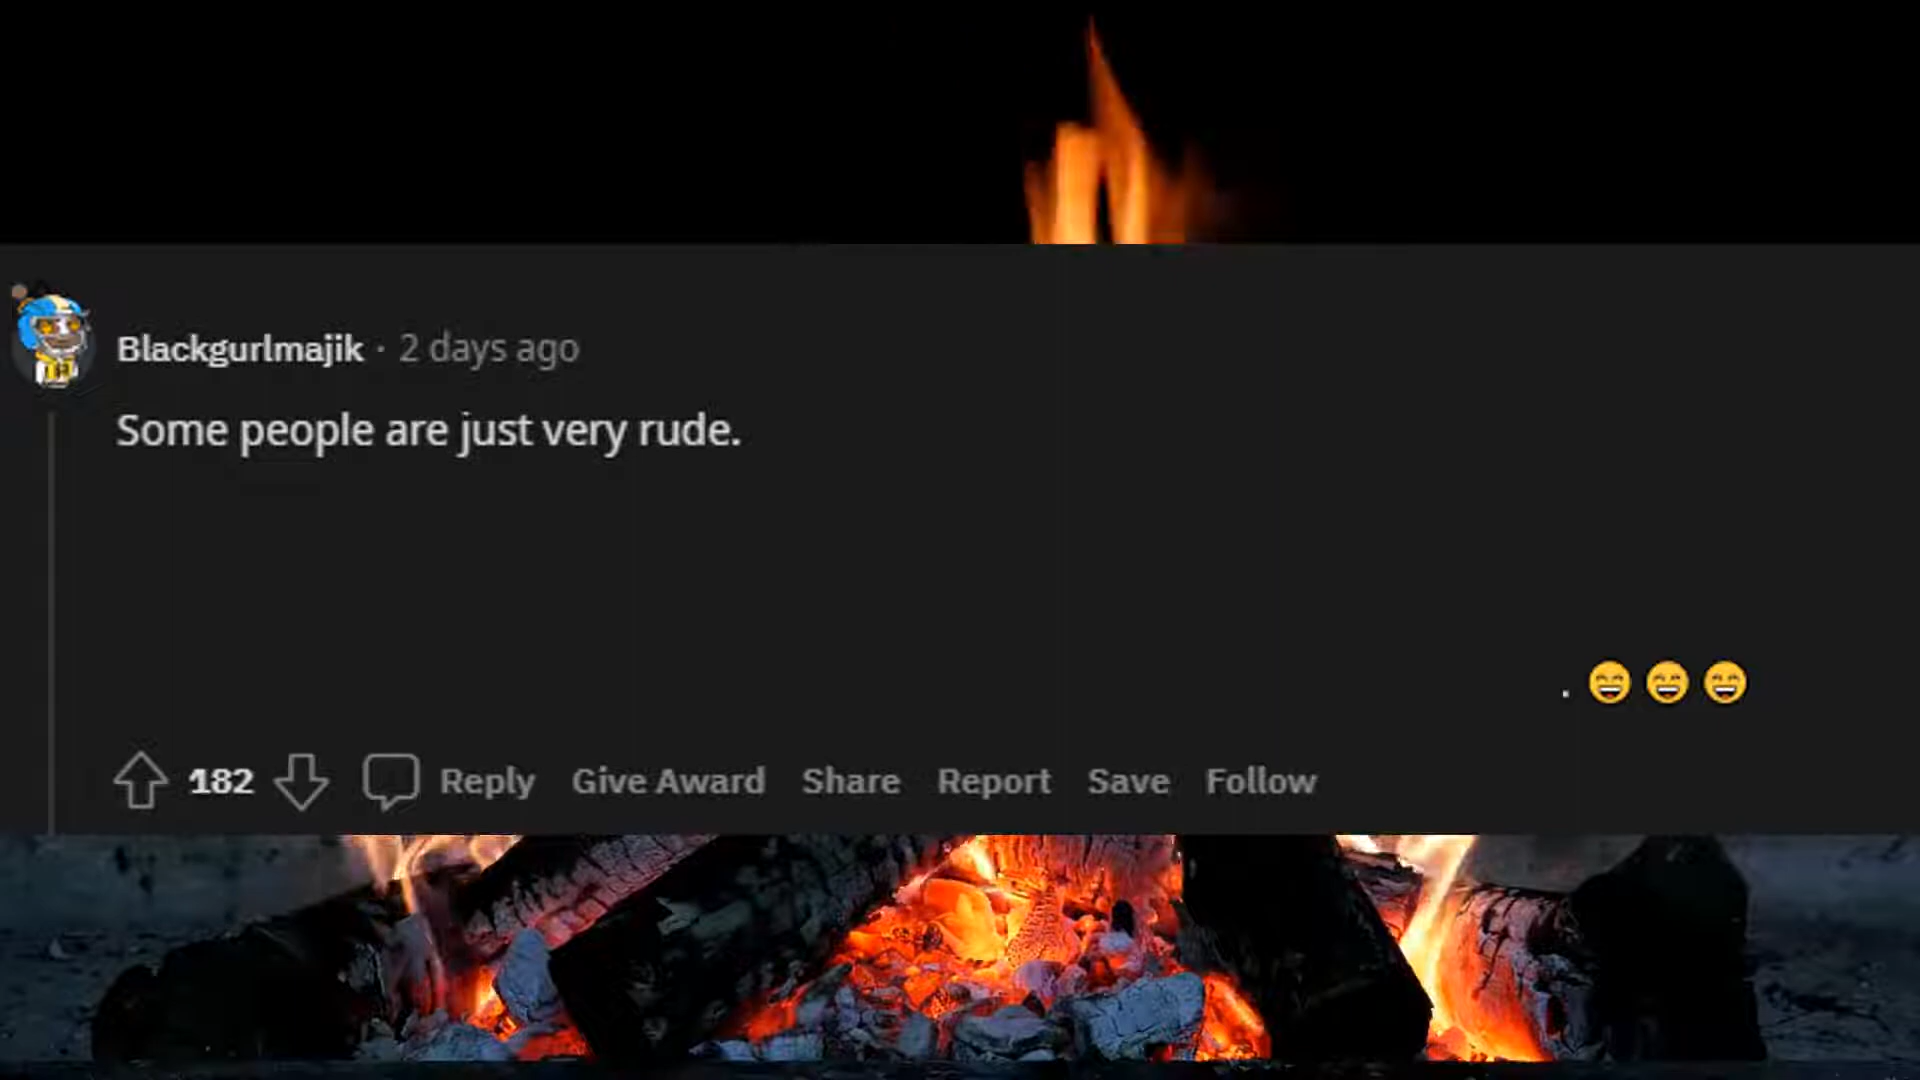 Blackgurlmajik · 2 days ago
Some people are just very rude.
. 😄😄😄
182 Reply Give Award Share Report Save Follow